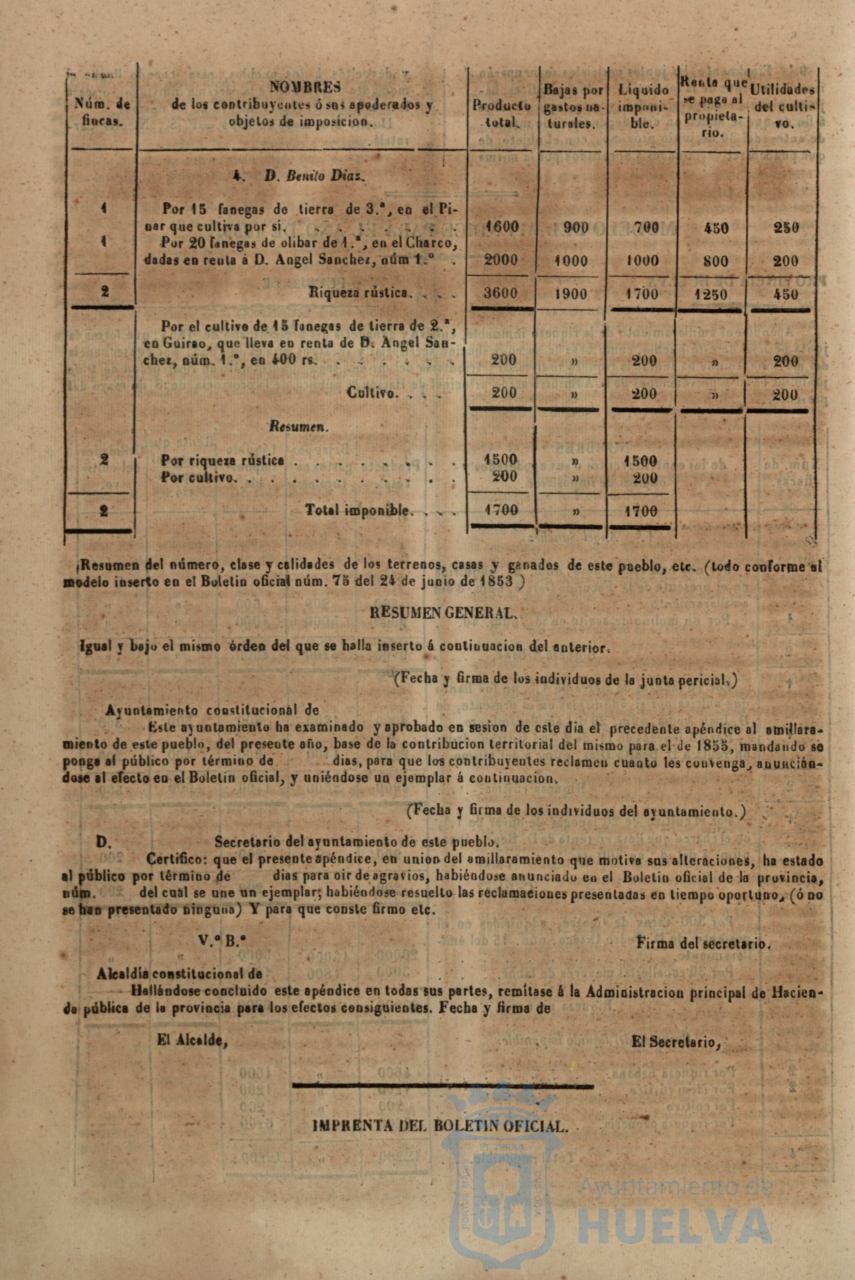 Núm. de fincas.
NOMBRES
de los contribuyentes ó sus apoderados y
objetos de imposicion.
Producto total.
Bajas por gastos naturales.
Liquido imponible.
Renta que se paga al propietario.
Utilidades del cultivo.
4. D. Benito Diaz.
1 Por 15 fanegas de tierra de 3.ª, en el Pi-
nar que cultiva por si. . . . . . . 1600 900 700 450 250
1 Por 20 fanegas de olibar de 1.ª, en el Charco,
dadas en renta á D. Angel Sanchez, núm 1.º . 2000 1000 1000 800 200
2 Riqueza rústica. . . . 3600 1900 1700 1250 450
Por el cultivo de 15 fanegas de tierra de 2.ª,
en Guirao, que lleva en renta de D. Angel San-
chez, núm. 1.º, en 400 rs. . . . . . . 200 » 200 » 200
Cultivo. . . . 200 » 200 » 200
Resumen.
2 Por riqueza rústica . . . . . . . . 1500 » 1500
Por cultivo. . . . . . . . . . 200 » 200
2 Total imponible. . . . 1700 » 1700
Resumen del número, clase y calidades de los terrenos, casas y ganados de este pueblo, etc. (todo conforme al
modelo inserto en el Boletin oficial núm. 75 del 24 de junio de 1853 )
RESUMEN GENERAL.
Igual y bajo el mismo órden del que se halla inserto á continuacion del anterior.
(Fecha y firma de los individuos de la junta pericial.)
Ayuntamiento constitucional de
Este ayuntamiento ha examinado y aprobado en sesion de este dia el precedente apéndice al amillara-
miento de este pueblo, del presente año, base de la contribucion territorial del mismo para el de 1855, mandando se
ponga al público por término de dias, para que los contribuyentes reclamen cuanto les convenga, anuncián-
dose al efecto en el Boletin oficial, y uniéndose un ejemplar á continuacion.
(Fecha y firma de los individuos del ayuntamiento.)
D. Secretario del ayuntamiento de este pueblo.
Certifico: que el presente apéndice, en union del amillaramiento que motiva sus alteraciones, ha estado
al público por término de dias para oir de agravios, habiéndose anunciado en el Boletin oficial de la provincia,
núm. del cual se une un ejemplar; habiéndose resuelto las reclamaciones presentadas en tiempo oportuno, (ó no
se han presentado ninguna) Y para que conste firmo etc.
V.º B.º
Firma del secretario.
Alcaldía constitucional de
Hallándose concluido este apéndice en todas sus partes, remítase á la Administracion principal de Hacien-
da pública de la provincia para los efectos consiguientes. Fecha y firma de
El Alcalde, El Secretario,
IMPRENTA DEL BOLETIN OFICIAL.
Ayuntamiento de
HUELVA